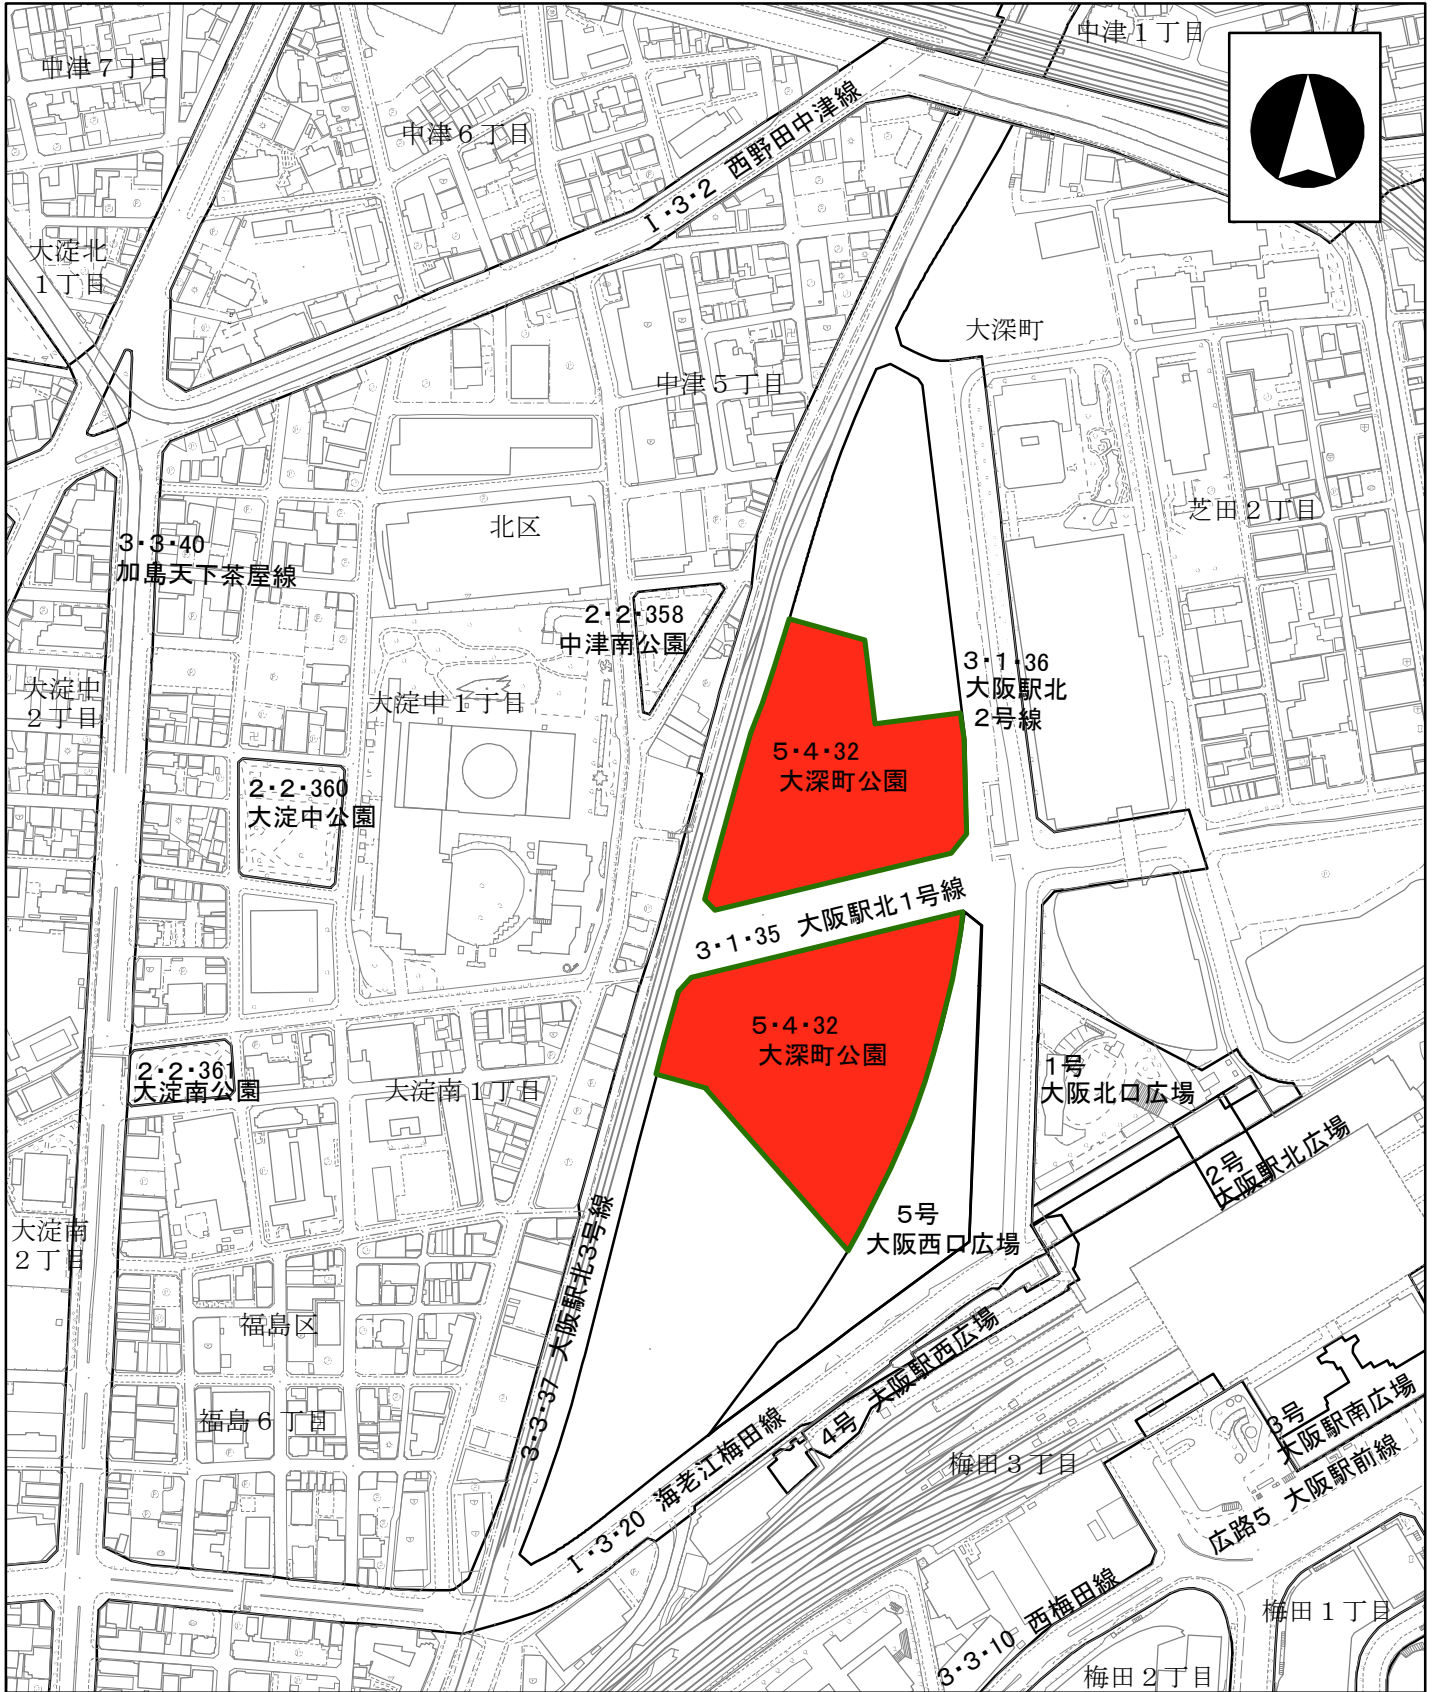 中津１丁目
中津７丁目
中津６丁目
Ⅰ・3・2 西野田中津線
大淀北
１丁目
大深町
中津５丁目
芝田２丁目
北区
3・3・40
加島天下茶屋線
2・2・358
中津南公園
3・1・36
大阪駅北
2号線
大淀中
２丁目
大淀中１丁目
5・4・32
大深町公園
2・2・360
大淀中公園
3・1・35 大阪駅北1号線
5・4・32
大深町公園
1号
大阪北口広場
2・2・361
大淀南公園
大淀南１丁目
2号
大阪駅北広場
大淀南
２丁目
5号
大阪西口広場
3・3・37 大阪駅北3号線
福島区
4号 大阪駅西広場
福島６丁目
3号
大阪駅南広場
Ⅰ・3・20 海老江梅田線
梅田３丁目
広路5 大阪駅前線
3・3・10 西梅田線
梅田１丁目
梅田２丁目